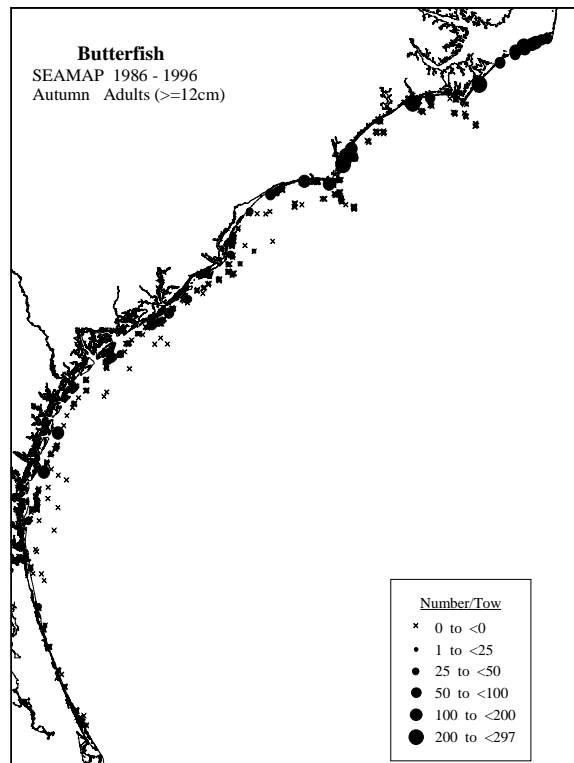 Butterfish
SEAMAP 1986 - 1996
Autumn Adults (>=12cm)
Number/Tow
0 to <0
1 to <25
25 to <50
50 to <100
100 to <200
200 to <297